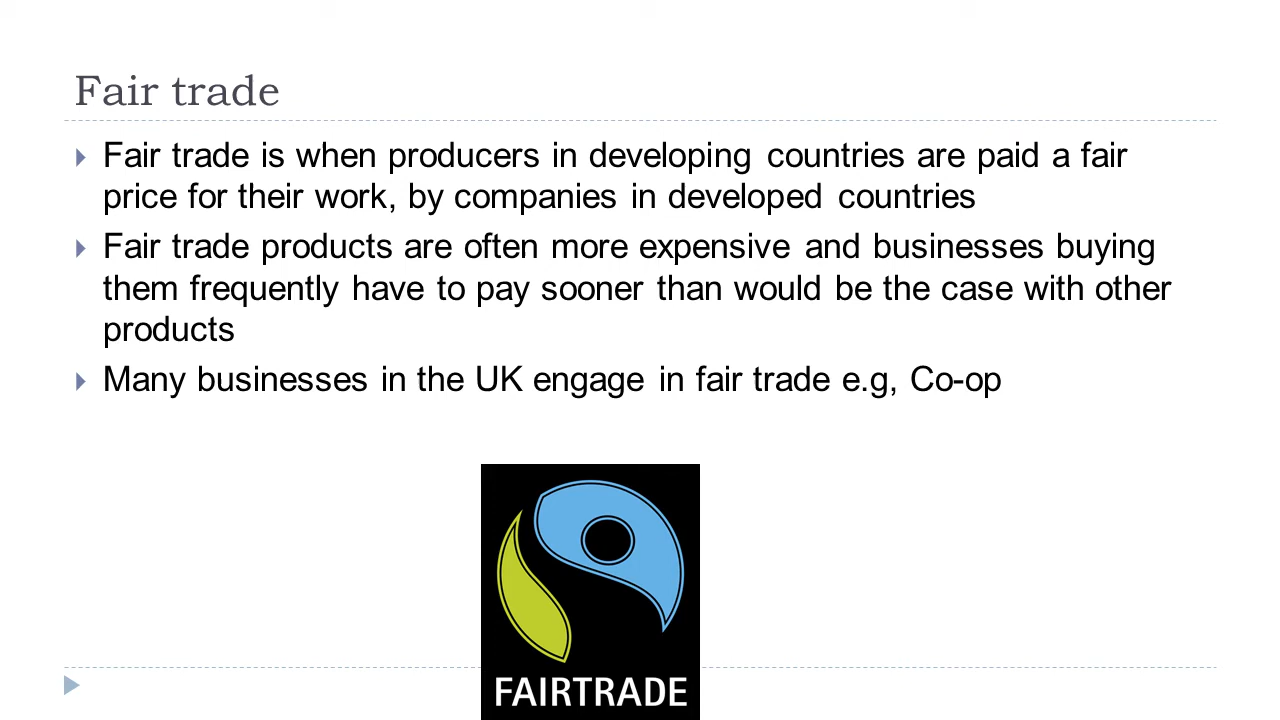 Fair trade
Fair trade is when producers in developing countries are paid a fair
price for their work, by companies in developed countries
Fair trade products are often more expensive and businesses buying
them frequently have to pay sooner than would be the case with other
products
Many businesses in the UK engage in fair trade e.g, Co-op
FAIRTRADE